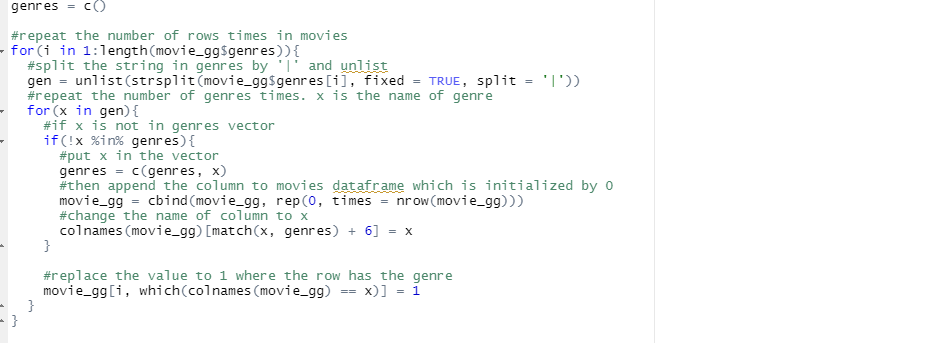 genres = c()
#repeat the number of rows times in movies
for(i in 1:length(movie_gg$genres)){
#split the string in genres by '|' and unlist
gen = unlist(strsplit(movie_gg$genres[i], fixed = TRUE, split = '|'))
#repeat the number of genres times. x is the name of genre
for(x in gen){
#if x is not in genres vector
if(!x %in% genres){
#put x in the vector
genres = c(genres, x)
#then append the column to movies dataframe which is initialized by 0
movie_gg = cbind(movie_gg, rep(0, times = nrow(movie_gg)))
#change the name of column to x
colnames(movie_gg)[match(x, genres) + 6] = x
}
#replace the value to 1 where the row has the genre
movie_gg[i, which(colnames(movie_gg) == x)] = 1
}
}